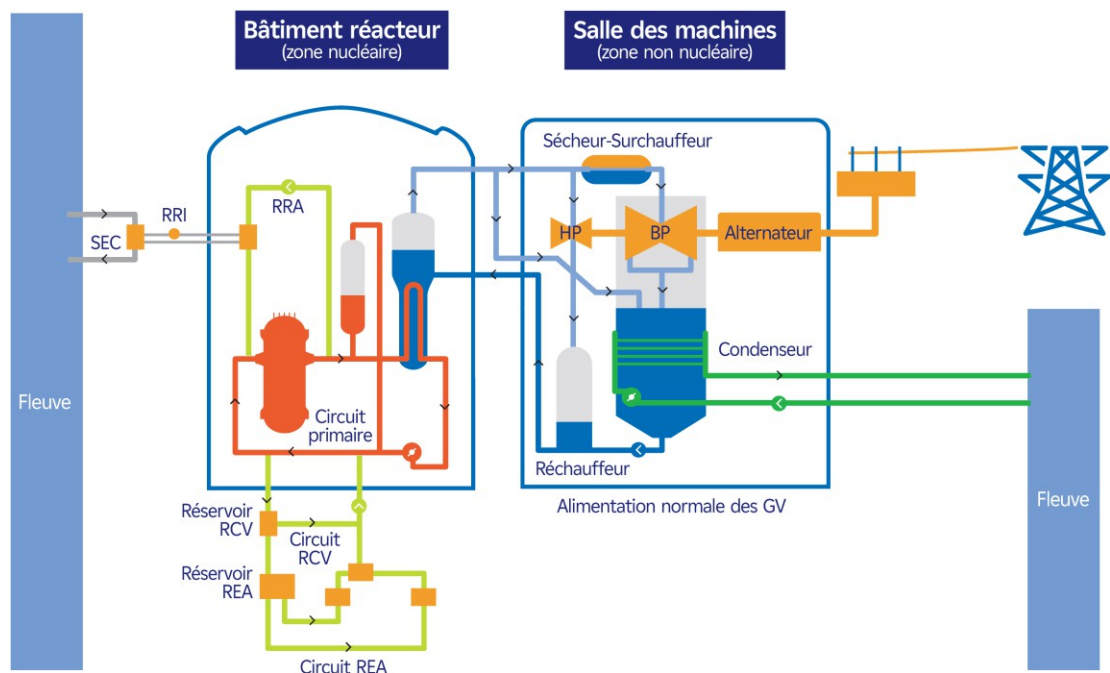 Bâtiment réacteur
(zone nucléaire)
Salle des machines
(zone non nucléaire)
Sécheur-Surchauffeur
RRA
RRI
SEC
HP
BP
Alternateur
Condenseur
Fleuve
Circuit
primaire
Réchauffeur
Fleuve
Alimentation normale des GV
Réservoir
RCV
Circuit
RCV
Réservoir
REA
Circuit REA